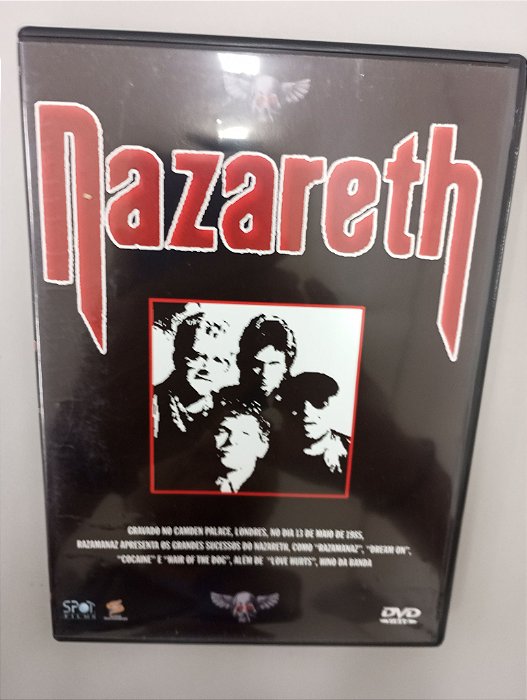 Nazareth
GRAVADO NO CAMDEN PALACE, LONDRES, NO DIA 13 DE MAIO DE 1985,
RAZAMANAZ APRESENTA OS GRANDES SUCESSOS DO NAZARETH, COMO "RAZAMANAZ", "DREAM ON",
"COCAINE" E "HAIR OF THE DOG", ALÉM DE "LOVE HURTS", HINO DA BANDA
SPOT
FILMS
DVD
VIDEO